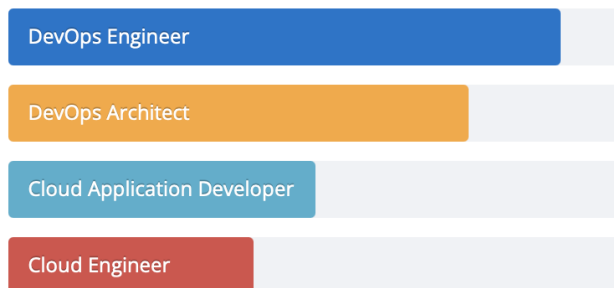 DevOps Engineer
DevOps Architect
Cloud Application Developer
Cloud Engineer